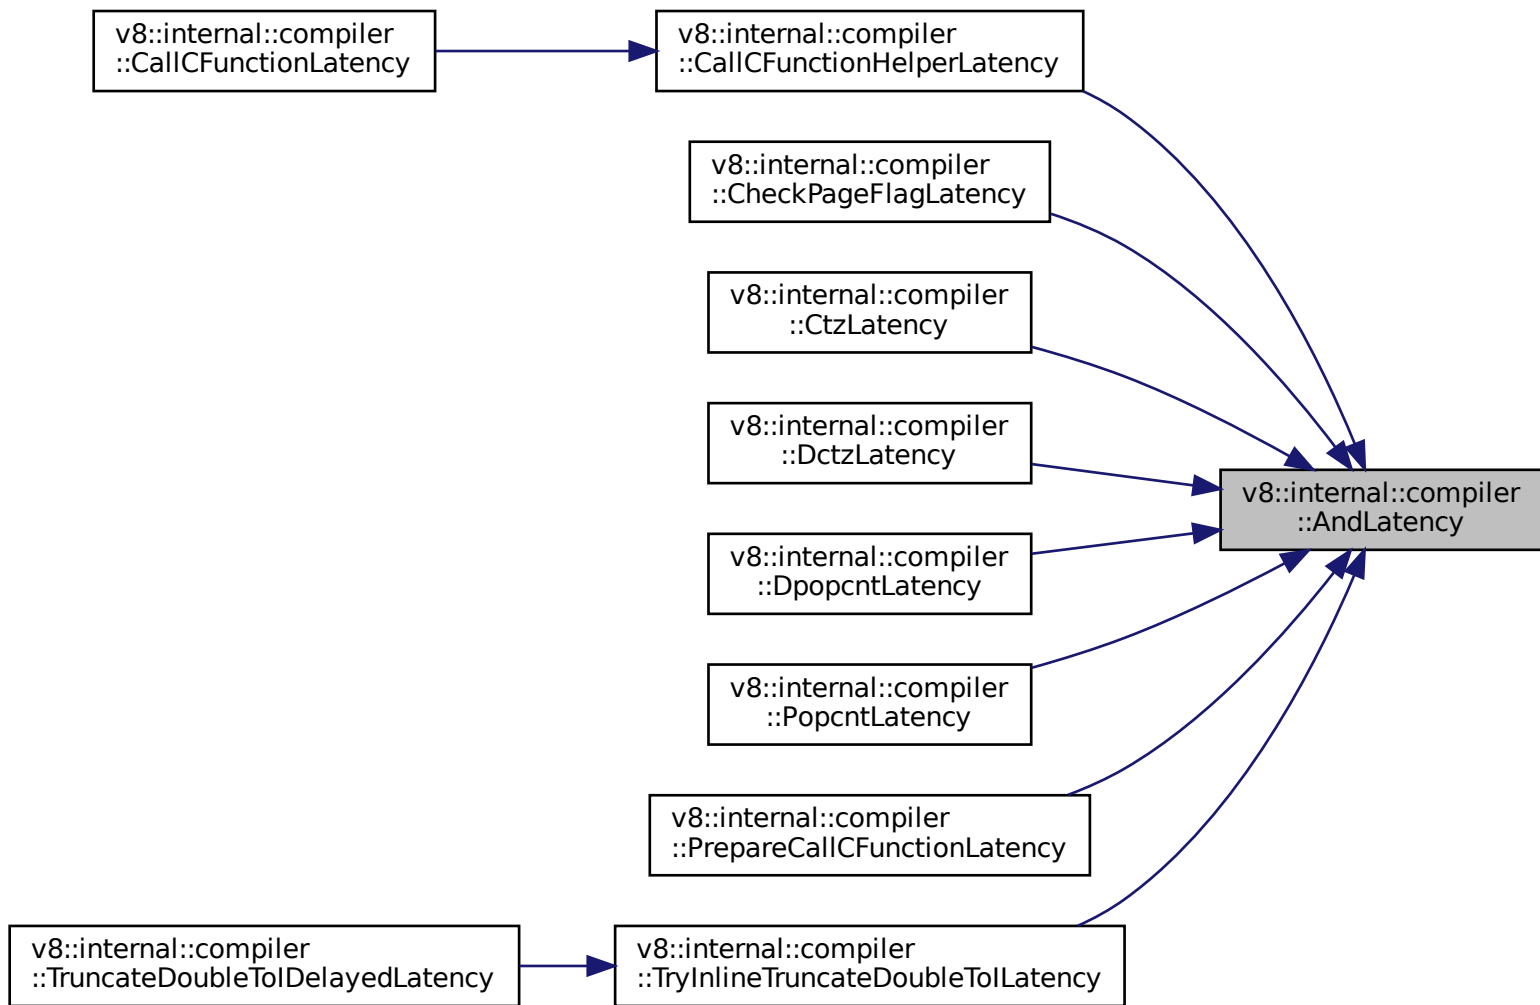 v8::internal::compiler
::CallCFunctionLatency
v8::internal::compiler
::CallCFunctionHelperLatency
v8::internal::compiler
::CheckPageFlagLatency
v8::internal::compiler
::CtzLatency
v8::internal::compiler
::DctzLatency
v8::internal::compiler
::AndLatency
v8::internal::compiler
::DpopcntLatency
v8::internal::compiler
::PopcntLatency
v8::internal::compiler
::PrepareCallCFunctionLatency
v8::internal::compiler
::TruncateDoubleToIDelayedLatency
v8::internal::compiler
::TryInlineTruncateDoubleToILatency